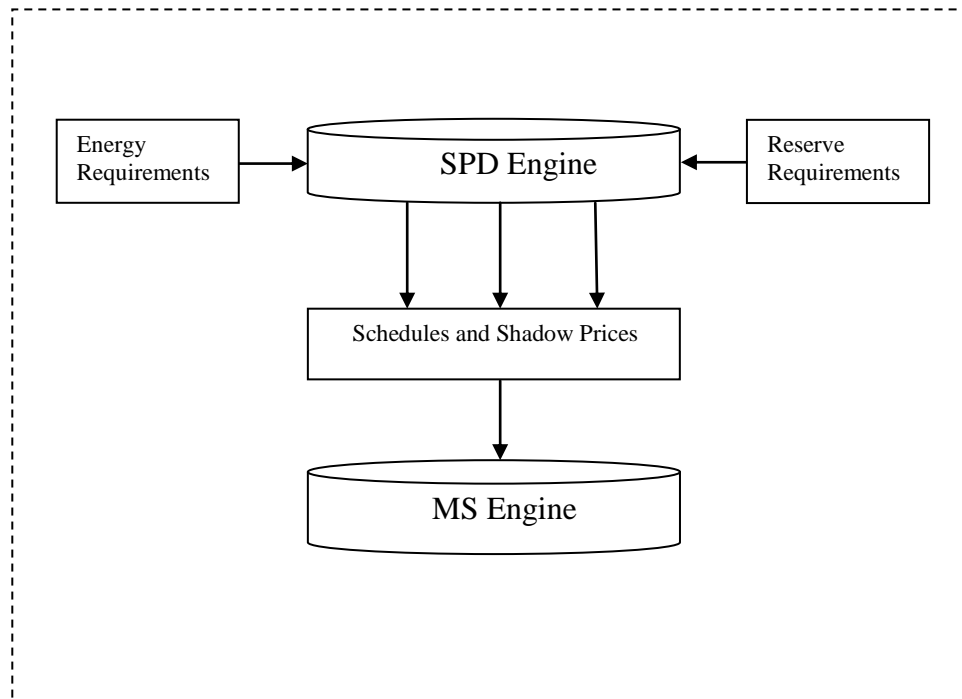 Energy
Requirements
SPD Engine
Reserve
Requirements
Schedules and Shadow Prices
MS Engine